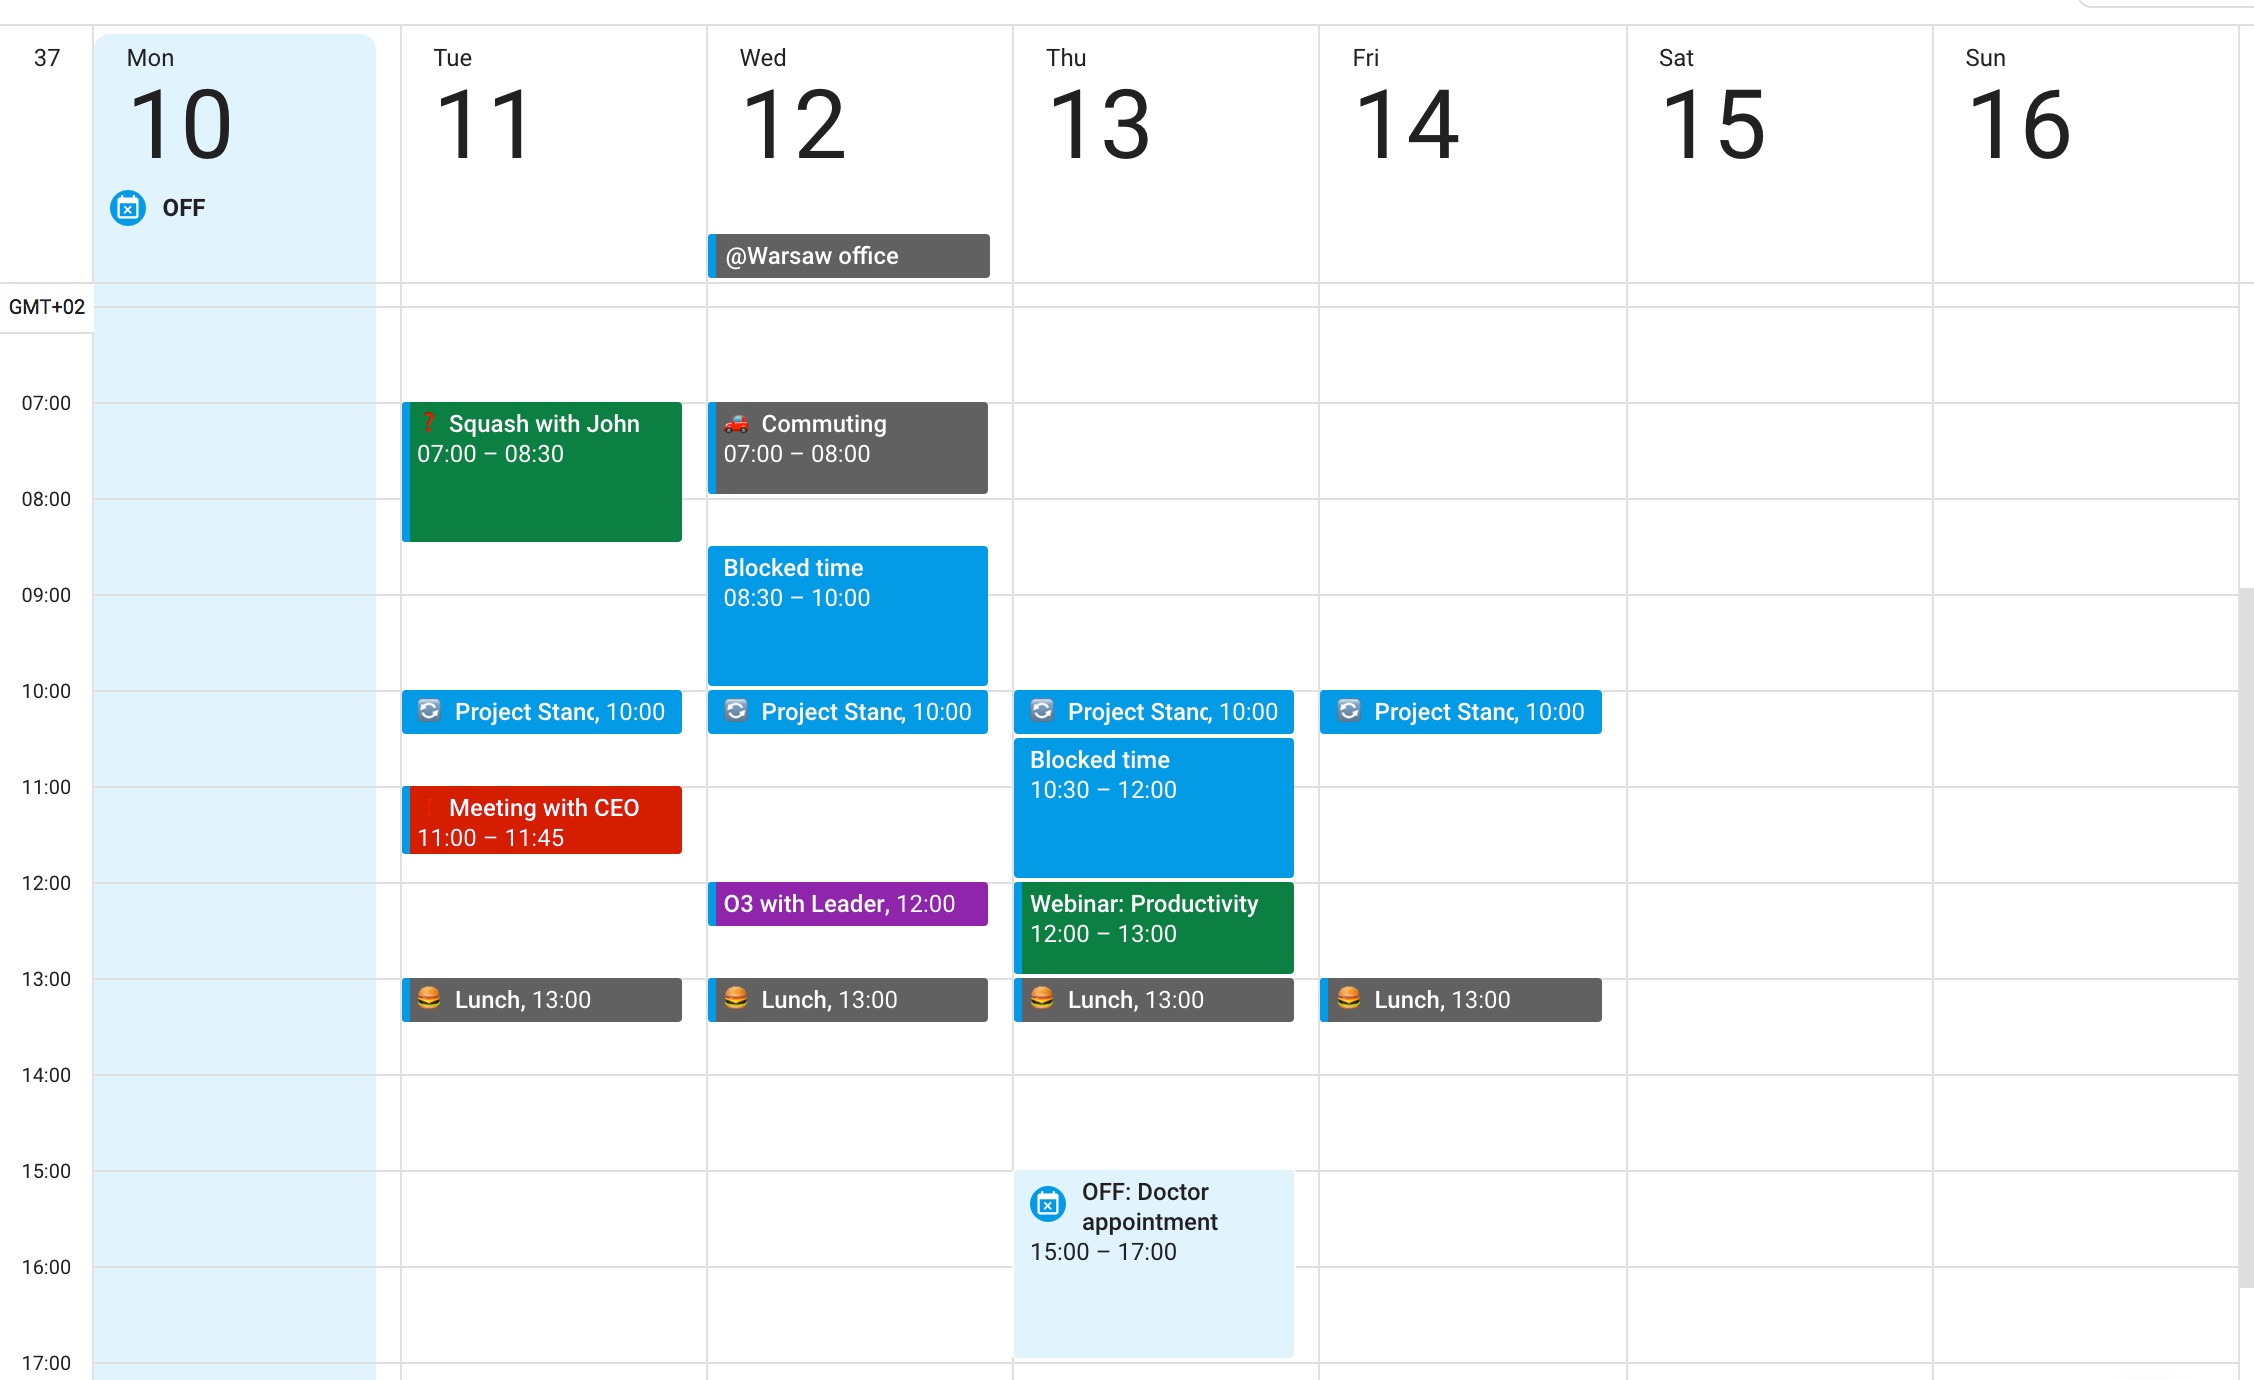 37
Mon
10
OFF
Tue
11
Wed
12
@Warsaw office
Thu
13
Fri
14
Sat
15
Sun
16
GMT+02
07:00
08:00
09:00
10:00
11:00
12:00
13:00
14:00
15:00
16:00
17:00
❓ Squash with John
07:00 – 08:30
Project Stanc, 10:00
Meeting with CEO
11:00 – 11:45
Lunch, 13:00
Commuting
07:00 – 08:00
Blocked time
08:30 – 10:00
Project Stanc, 10:00
O3 with Leader, 12:00
Lunch, 13:00
Project Stanc, 10:00
Blocked time
10:30 – 12:00
Webinar: Productivity
12:00 – 13:00
Lunch, 13:00
OFF: Doctor
appointment
15:00 – 17:00
Project Stanc, 10:00
Lunch, 13:00